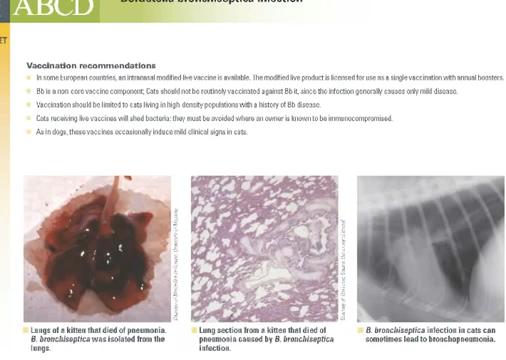 ABCD
Bordetella bronchiseptica infection
ET
Vaccination recommendations
In some European countries, an intranasal modified live vaccine is available. The modified live product is licensed for use as a single vaccination with annual boosters.
Bb is a non core vaccine component; Cats should not be routinely vaccinated against Bb it, since the infection generally causes only mild disease.
Vaccination should be limited to cats living in high density populations with a history of Bb disease.
Cats receiving live vaccines will shed bacteria; they must be avoided where an owner is known to be immunocompromised.
As in dogs, these vaccines occasionally induce mild clinical signs in cats.
Lungs of a kitten that died of pneumonia.
B. bronchiseptica was isolated from the
lungs.
Lung section from a kitten that died of
pneumonia caused by B. bronchiseptica
infection.
B. bronchiseptica infection in cats can
sometimes lead to bronchopneumonia.